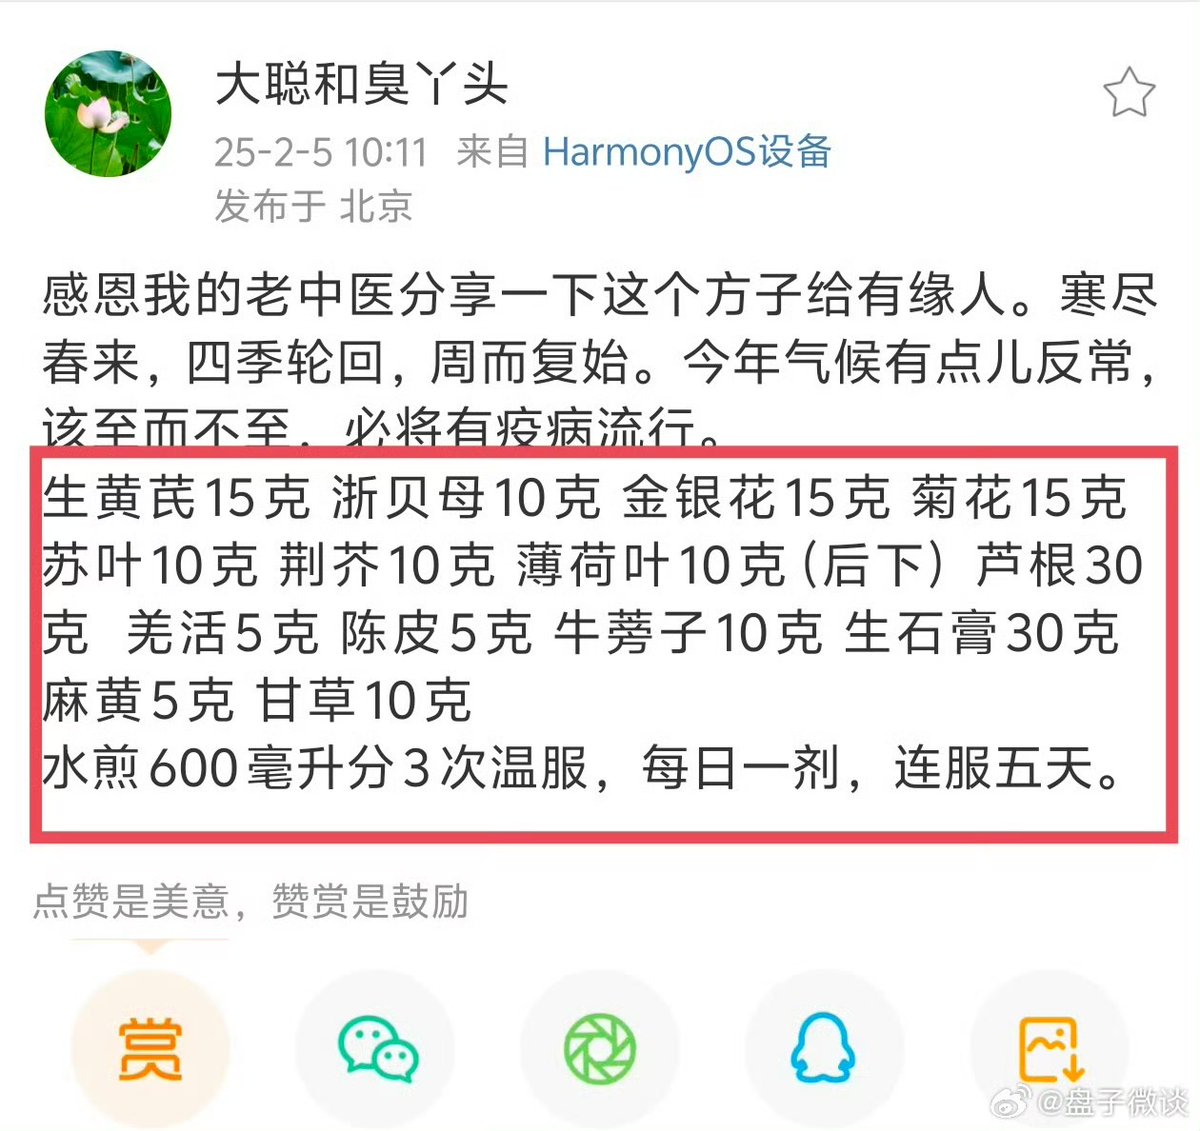 大聪和臭丫头
25-2-5 10:11 来自 HarmonyOS设备
发布于 北京
感恩我的老中医分享一下这个方子给有缘人。寒尽
春来，四季轮回，周而复始。今年气候有点儿反常，
该至而不至，必将有疫病流行。
生黄芪15克 浙贝母10克 金银花15克 菊花15克
苏叶10克 荆芥10克 薄荷叶10克（后下）芦根30
克 羌活5克 陈皮5克 牛蒡子10克 生石膏30克
麻黄5克 甘草10克
水煎600毫升分3次温服，每日一剂，连服五天。
点赞是美意，赞赏是鼓励
赏
@盘子微谈